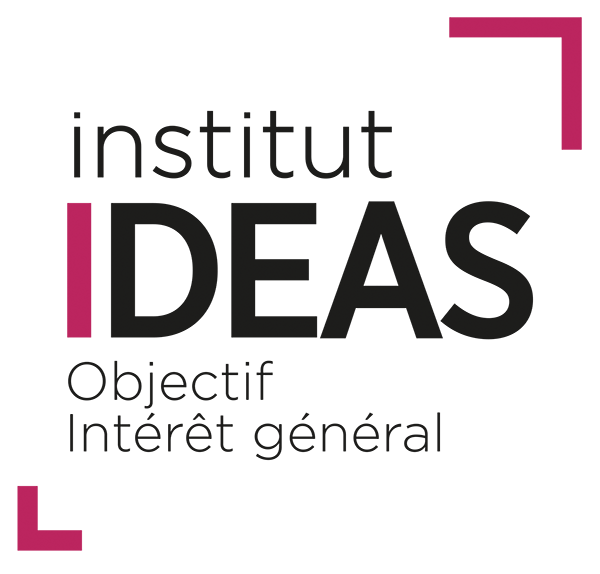 institut
IDEAS
Objectif
Intérêt général